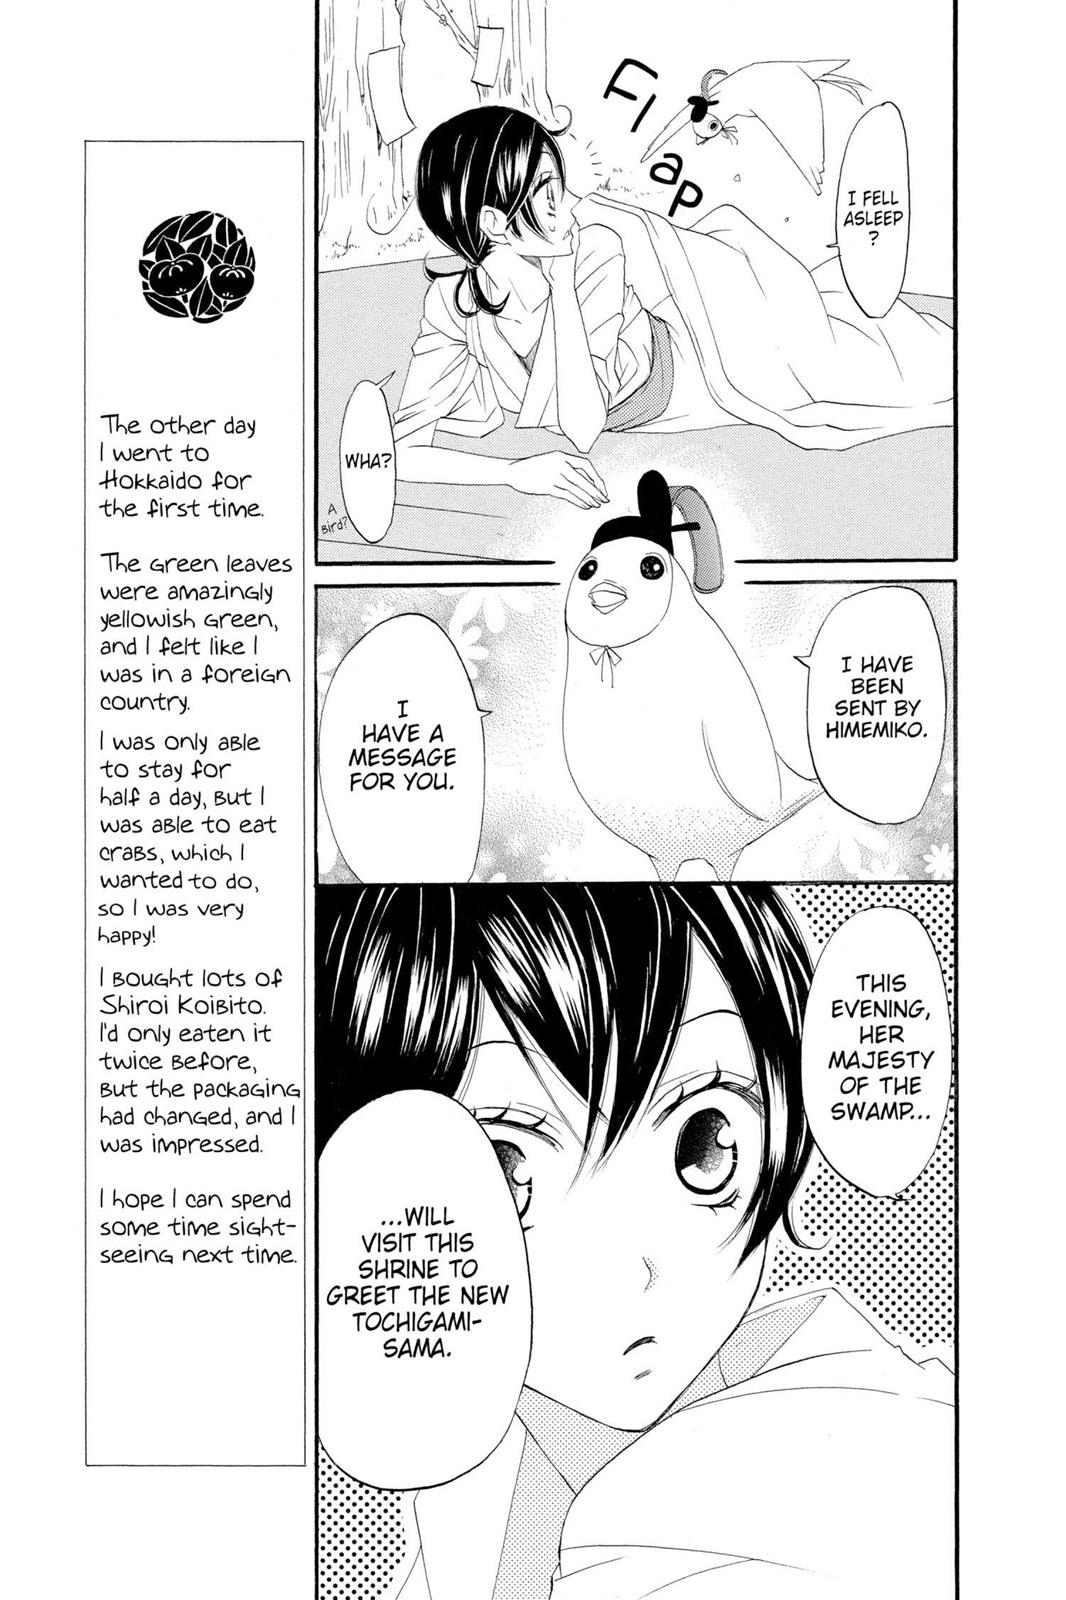 FlaP
I FELL
ASLEEP
?
WHA?
A
Bird?
I HAVE
BEEN
SENT BY
HIMEMIKO.
I
HAVE A
MESSAGE
FOR YOU.
THIS
EVENING,
HER
MAJESTY
OF THE
SWAMP...
...WILL
VISIT THIS
SHRINE TO
GREET THE NEW
TOCHIGAMI-
SAMA.
The other day
I went to
Hokkaido for
the first time.
The green leaves
were amazingly
yellowish green,
and I felt like I
was in a foreign
country.
I was only able
to stay for
half a day, but I
was able to eat
crabs, which I
wanted to do,
so I was very
happy!
I bought lots of
Shiroi Koibito.
I'd only eaten it
twice before,
but the packaging
had changed, and I
was impressed.
I hope I can spend
some time sight-
seeing next time.